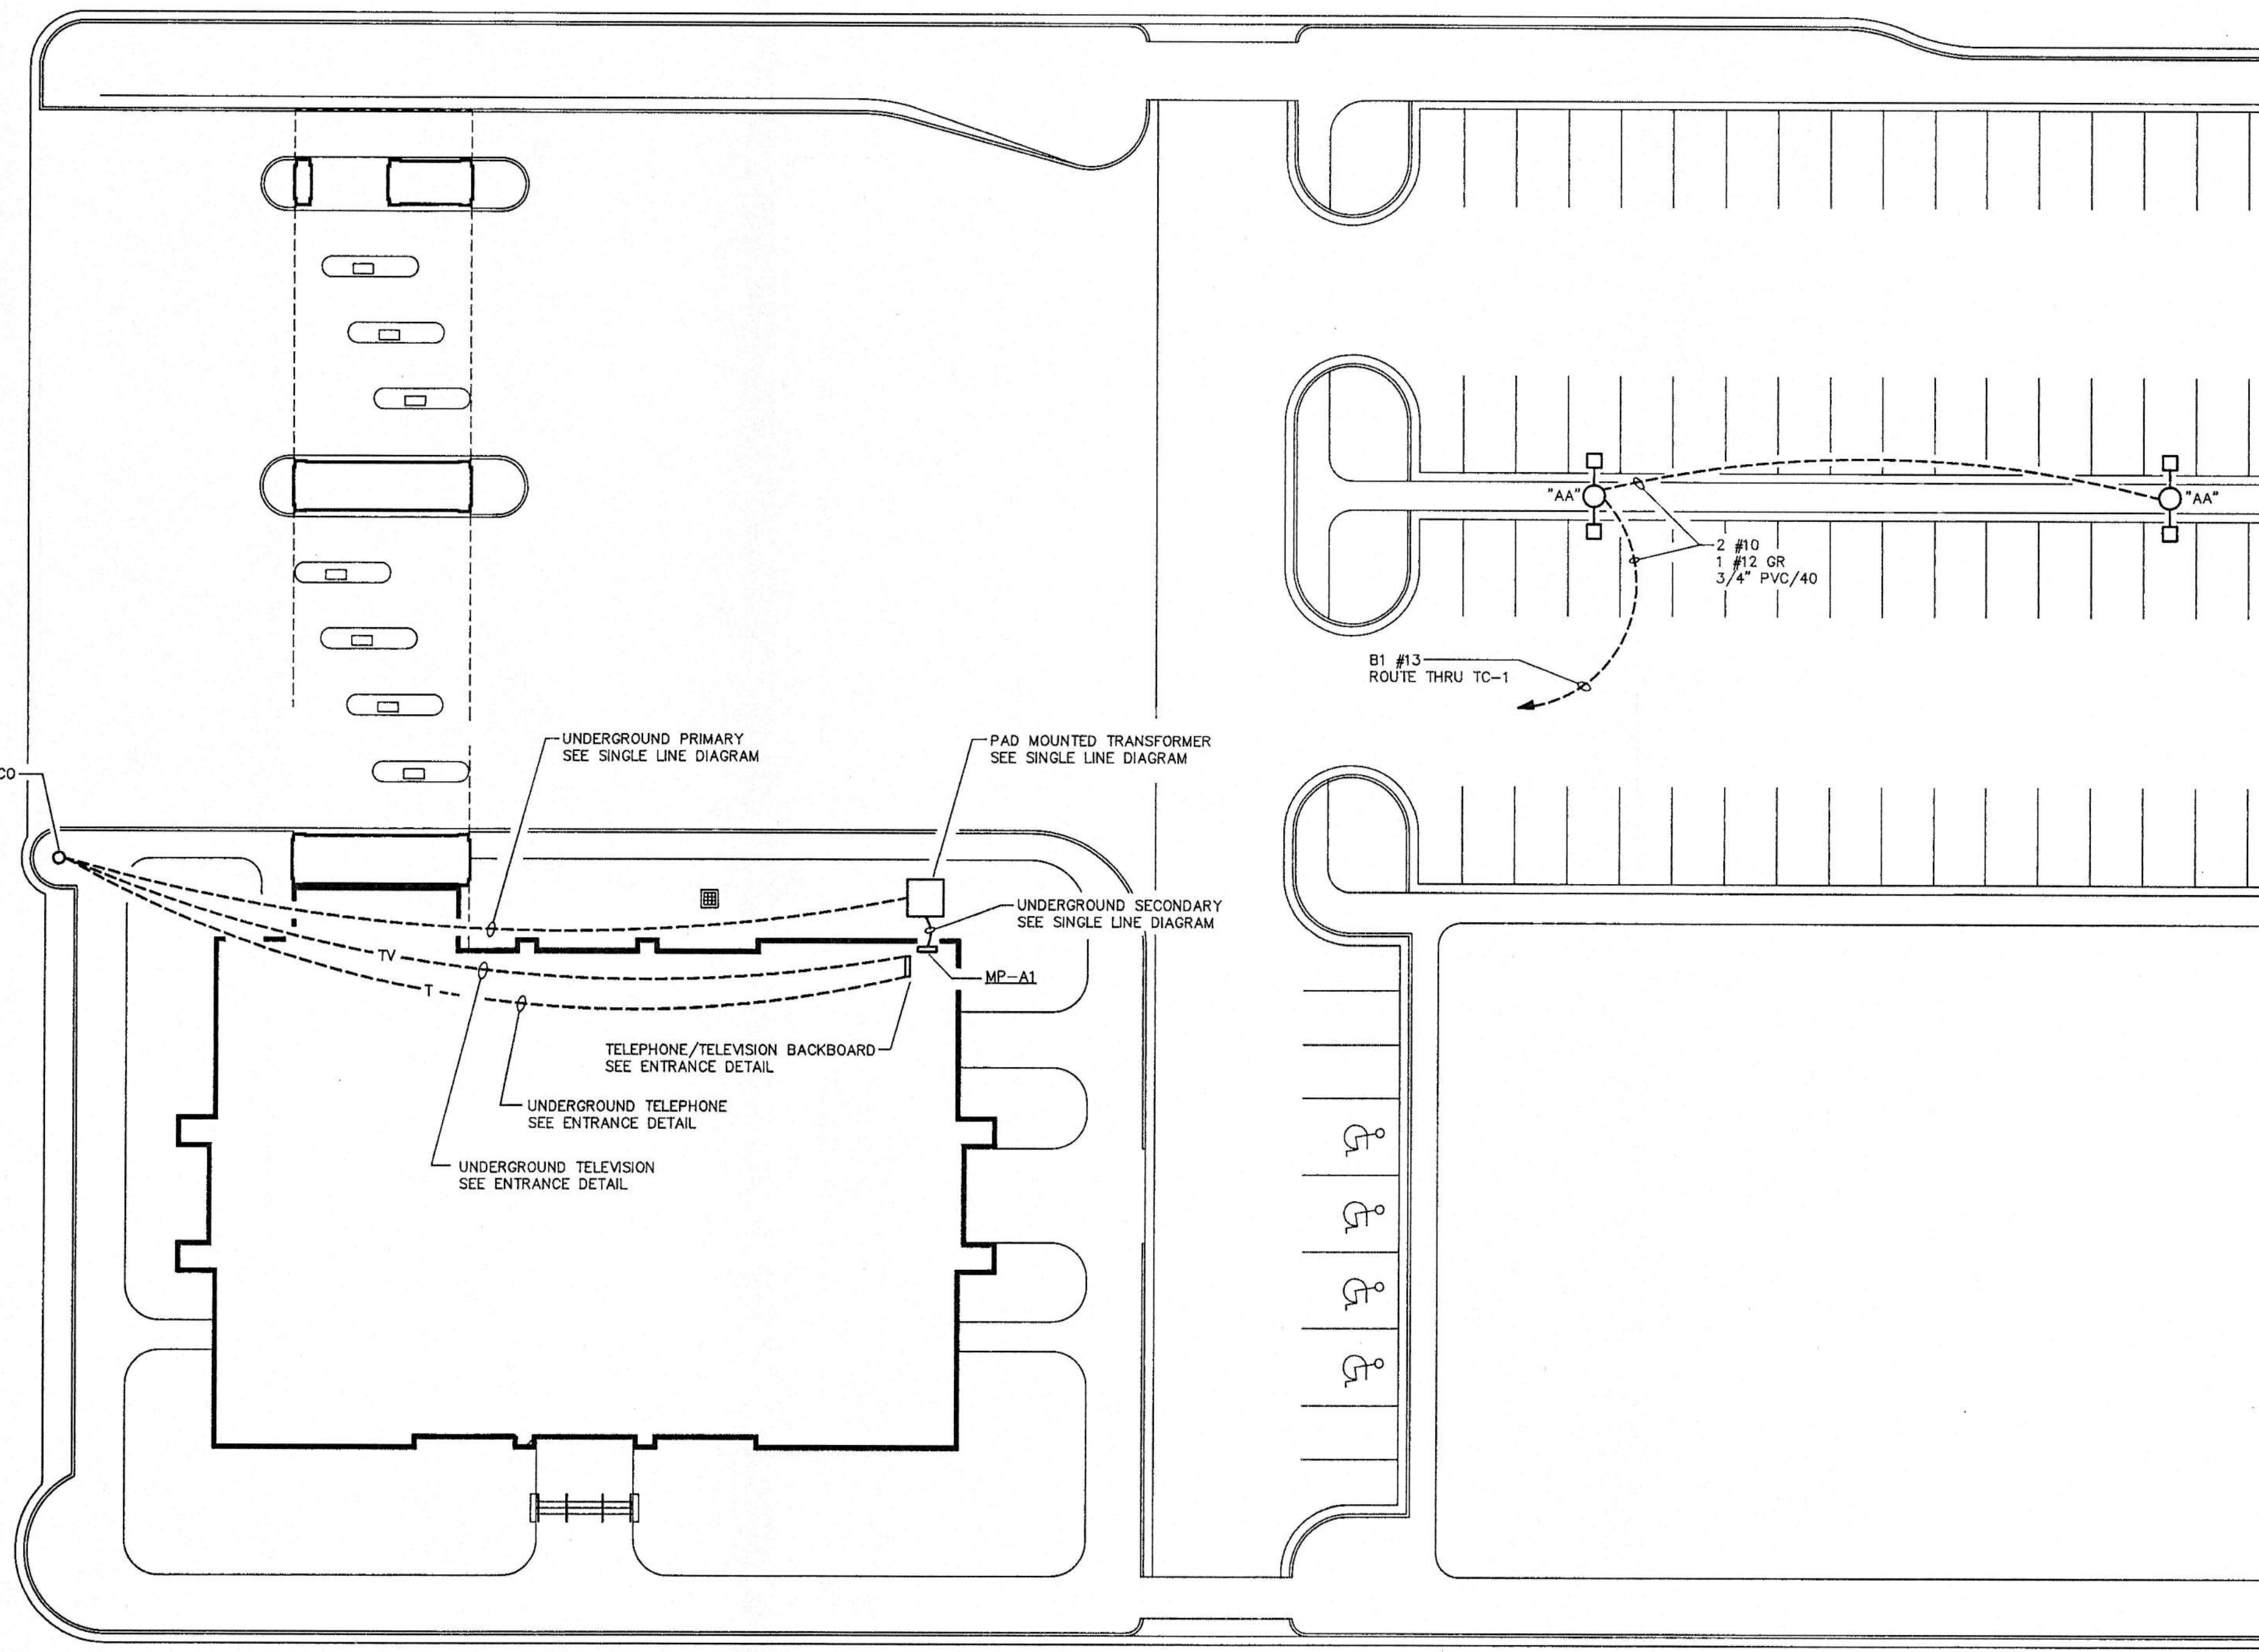 "AA"
"AA"
2 #10
1 #12 GR
3/4" PVC/40
B1 #13
ROUTE THRU TC-1
UNDERGROUND PRIMARY
SEE SINGLE LINE DIAGRAM
PAD MOUNTED TRANSFORMER
SEE SINGLE LINE DIAGRAM
CO
UNDERGROUND SECONDARY
SEE SINGLE LINE DIAGRAM
TV
MP-A1
T
TELEPHONE/TELEVISION BACKBOARD
SEE ENTRANCE DETAIL
UNDERGROUND TELEPHONE
SEE ENTRANCE DETAIL
UNDERGROUND TELEVISION
SEE ENTRANCE DETAIL